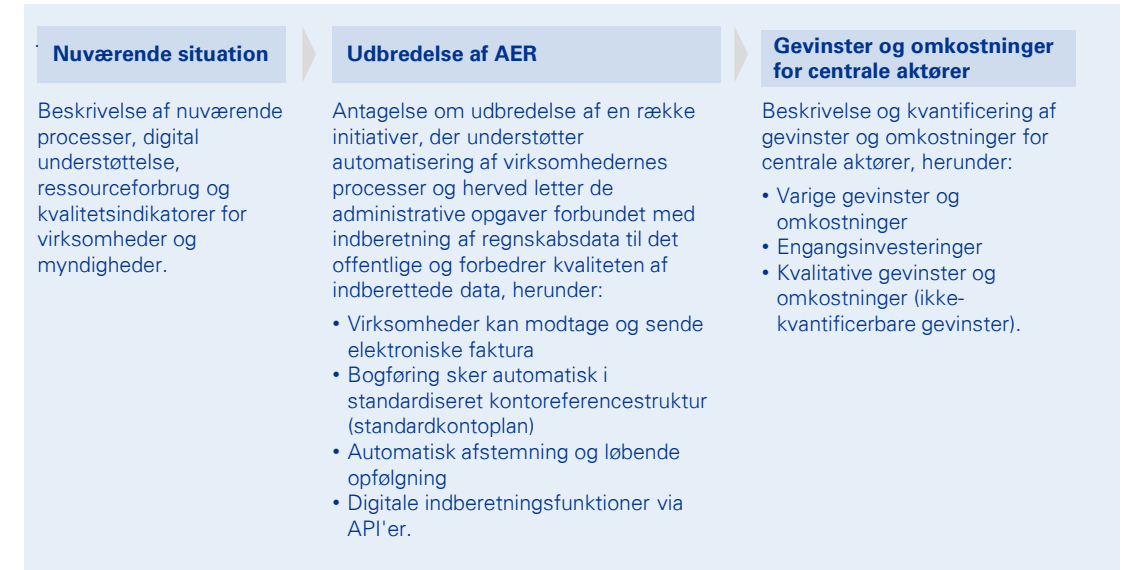 Nuværende situation
Beskrivelse af nuværende
processer, digital
understøttelse,
ressourceforbrug og
kvalitetsindikatorer for
virksomheder og
myndigheder.
Udbredelse af AER
Antagelse om udbredelse af en række
initiativer, der understøtter
automatisering af virksomhedernes
processer og herved letter de
administrative opgaver forbundet med
indberetning af regnskabsdata til det
offentlige og forbedrer kvaliteten af
indberettede data, herunder:
• Virksomheder kan modtage og sende
elektroniske faktura
• Bogføring sker automatisk i
standardiseret kontoreferencestruktur
(standardkontoplan)
• Automatisk afstemning og løbende
opfølgning
• Digitale indberetningsfunktioner via
API'er.
Gevinster og omkostninger
for centrale aktører
Beskrivelse og kvantificering af
gevinster og omkostninger for
centrale aktører, herunder:
• Varige gevinster og
omkostninger
• Engangsinvesteringer
• Kvalitative gevinster og
omkostninger (ikke-
kvantificerbare gevinster).